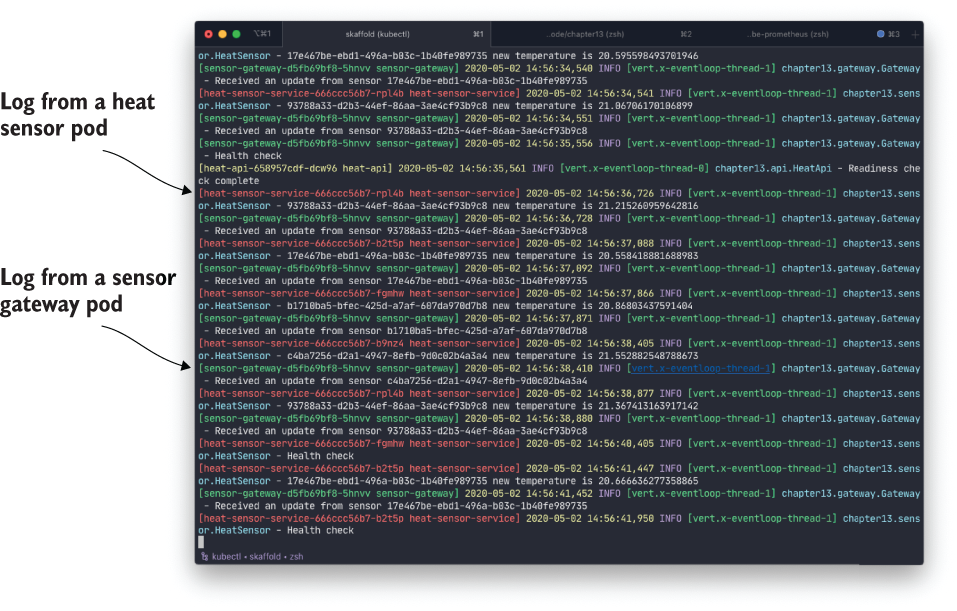 ⌥⌘1 skaffold (kubectl) ⌘1 ..ode/chapter13 (zsh) ⌘2 ...be-prometheus (zsh) ⌘3 +
or.HeatSensor - 17e467be-ebd1-496a-b03c-1b40fe989735 new temperature is 20.595598493701946
[sensor-gateway-d5fb69bf8-5hnvv sensor-gateway] 2020-05-02 14:56:34,540 INFO [vert.x-eventloop-thread-1] chapter13.gateway.Gateway
- Received an update from sensor 17e467be-ebd1-496a-b03c-1b40fe989735
[heat-sensor-service-666ccc56b7-rpl4b heat-sensor-service] 2020-05-02 14:56:34,541 INFO [vert.x-eventloop-thread-1] chapter13.sens
or.HeatSensor - 93788a33-d2b3-44ef-86aa-3ae4cf93b9c8 new temperature is 21.06706170106899
[sensor-gateway-d5fb69bf8-5hnvv sensor-gateway] 2020-05-02 14:56:34,551 INFO [vert.x-eventloop-thread-1] chapter13.gateway.Gateway
- Received an update from sensor 93788a33-d2b3-44ef-86aa-3ae4cf93b9c8
[sensor-gateway-d5fb69bf8-5hnvv sensor-gateway] 2020-05-02 14:56:35,556 INFO [vert.x-eventloop-thread-1] chapter13.gateway.Gateway
- Health check
[heat-api-658957cdf-dcw96 heat-api] 2020-05-02 14:56:35,561 INFO [vert.x-eventloop-thread-0] chapter13.api.HeatApi - Readiness che
ck complete
Log from a heat
sensor pod
[heat-sensor-service-666ccc56b7-rpl4b heat-sensor-service] 2020-05-02 14:56:36,726 INFO [vert.x-eventloop-thread-1] chapter13.sens
or.HeatSensor - 93788a33-d2b3-44ef-86aa-3ae4cf93b9c8 new temperature is 21.215260959642816
[sensor-gateway-d5fb69bf8-5hnvv sensor-gateway] 2020-05-02 14:56:36,728 INFO [vert.x-eventloop-thread-1] chapter13.gateway.Gateway
- Received an update from sensor 93788a33-d2b3-44ef-86aa-3ae4cf93b9c8
[heat-sensor-service-666ccc56b7-b2t5p heat-sensor-service] 2020-05-02 14:56:37,088 INFO [vert.x-eventloop-thread-1] chapter13.sens
or.HeatSensor - 17e467be-ebd1-496a-b03c-1b40fe989735 new temperature is 20.558418881688983
[sensor-gateway-d5fb69bf8-5hnvv sensor-gateway] 2020-05-02 14:56:37,092 INFO [vert.x-eventloop-thread-1] chapter13.gateway.Gateway
- Received an update from sensor 17e467be-ebd1-496a-b03c-1b40fe989735
[heat-sensor-service-666ccc56b7-fgmhw heat-sensor-service] 2020-05-02 14:56:37,866 INFO [vert.x-eventloop-thread-1] chapter13.sens
or.HeatSensor - b1710ba5-bfec-425d-a7af-607da970d7b8 new temperature is 20.86803437591404
[sensor-gateway-d5fb69bf8-5hnvv sensor-gateway] 2020-05-02 14:56:37,871 INFO [vert.x-eventloop-thread-1] chapter13.gateway.Gateway
- Received an update from sensor b1710ba5-bfec-425d-a7af-607da970d7b8
[heat-sensor-service-666ccc56b7-b9nz4 heat-sensor-service] 2020-05-02 14:56:38,405 INFO [vert.x-eventloop-thread-1] chapter13.sens
or.HeatSensor - c4ba7256-d2a1-4947-8efb-9d0c02b4a3a4 new temperature is 21.552882548788673
Log from a sensor
gateway pod
[sensor-gateway-d5fb69bf8-5hnvv sensor-gateway] 2020-05-02 14:56:38,410 INFO [vert.x-eventloop-thread-1] chapter13.gateway.Gateway
- Received an update from sensor c4ba7256-d2a1-4947-8efb-9d0c02b4a3a4
[heat-sensor-service-666ccc56b7-rpl4b heat-sensor-service] 2020-05-02 14:56:38,877 INFO [vert.x-eventloop-thread-1] chapter13.sens
or.HeatSensor - 93788a33-d2b3-44ef-86aa-3ae4cf93b9c8 new temperature is 21.367413163917142
[sensor-gateway-d5fb69bf8-5hnvv sensor-gateway] 2020-05-02 14:56:38,880 INFO [vert.x-eventloop-thread-1] chapter13.gateway.Gateway
- Received an update from sensor 93788a33-d2b3-44ef-86aa-3ae4cf93b9c8
[heat-sensor-service-666ccc56b7-fgmhw heat-sensor-service] 2020-05-02 14:56:40,405 INFO [vert.x-eventloop-thread-1] chapter13.sens
or.HeatSensor - Health check
[heat-sensor-service-666ccc56b7-b2t5p heat-sensor-service] 2020-05-02 14:56:41,447 INFO [vert.x-eventloop-thread-1] chapter13.sens
or.HeatSensor - 17e467be-ebd1-496a-b03c-1b40fe989735 new temperature is 20.666636277358865
[sensor-gateway-d5fb69bf8-5hnvv sensor-gateway] 2020-05-02 14:56:41,452 INFO [vert.x-eventloop-thread-1] chapter13.gateway.Gateway
- Received an update from sensor 17e467be-ebd1-496a-b03c-1b40fe989735
[heat-sensor-service-666ccc56b7-b2t5p heat-sensor-service] 2020-05-02 14:56:41,950 INFO [vert.x-eventloop-thread-1] chapter13.sens
or.HeatSensor - Health check
kubectl • skaffold • zsh